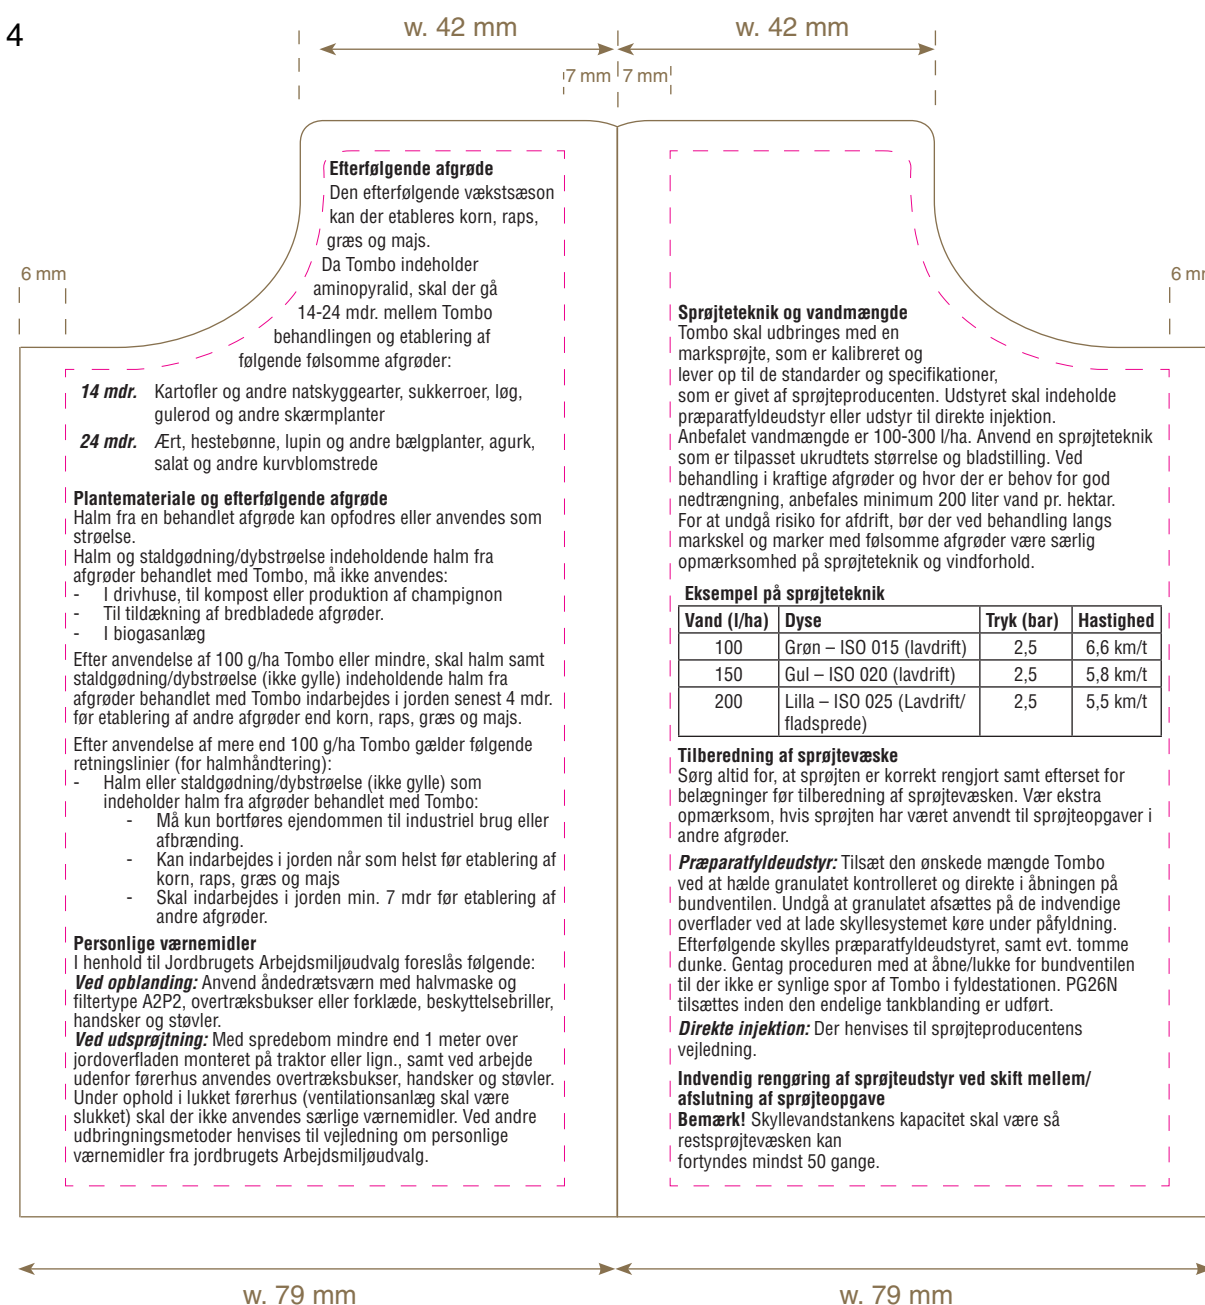 4
w. 42 mm
w. 42 mm
7 mm
7 mm
6 mm
Efterfølgende afgrøde
Den efterfølgende vækstsæson
kan der etableres korn, raps,
græs og majs.
Da Tombo indeholder
aminopyralid, skal der gå
14-24 mdr. mellem Tombo
behandlingen og etablering af
følgende følsomme afgrøder:
14 mdr. Kartofler og andre natskyggearter, sukkerroer, løg,
gulerod og andre skærmplanter
24 mdr. Ært, hestebønne, lupin og andre bælgplanter, agurk,
salat og andre kurvblomstrede
Plantemateriale og efterfølgende afgrøde
Halm fra en behandlet afgrøde kan opfodres eller anvendes som
strøelse.
Halm og staldgødning/dybstrøelse indeholdende halm fra
afgrøder behandlet med Tombo, må ikke anvendes:
- I drivhuse, til kompost eller produktion af champignon
- Til tildækning af bredbladede afgrøder.
- I biogasanlæg
Efter anvendelse af 100 g/ha Tombo eller mindre, skal halm samt
staldgødning/dybstrøelse (ikke gylle) indeholdende halm fra
afgrøder behandlet med Tombo indarbejdes i jorden senest 4 mdr.
før etablering af andre afgrøder end korn, raps, græs og majs.
Efter anvendelse af mere end 100 g/ha Tombo gælder følgende
retningslinier (for halmhåndtering):
- Halm eller staldgødning/dybstrøelse (ikke gylle) som
indeholder halm fra afgrøder behandlet med Tombo:
- Må kun bortføres ejendommen til industriel brug eller
afbrænding.
- Kan indarbejdes i jorden når som helst før etablering af
korn, raps, græs og majs
- Skal indarbejdes i jorden min. 7 mdr før etablering af
andre afgrøder.
Personlige værnemidler
I henhold til Jordbrugets Arbejdsmiljøudvalg foreslås følgende:
Ved opblanding: Anvend åndedrætsværn med halvmaske og
filtertype A2P2, overtræksbukser eller forklæde, beskyttelsebriller,
handsker og støvler.
Ved udsprøjtning: Med spredebom mindre end 1 meter over
jordoverfladen monteret på traktor eller lign., samt ved arbejde
udenfor førerhus anvendes overtræksbukser, handsker og støvler.
Under ophold i lukket førerhus (ventilationsanlæg skal være
slukket) skal der ikke anvendes særlige værnemidler. Ved andre
udbringningsmetoder henvises til vejledning om personlige
værnemidler fra jordbrugets Arbejdsmiljøudvalg.
Sprøjteteknik og vandmængde
Tombo skal udbringes med en
marksprøjte, som er kalibreret og
lever op til de standarder og specifikationer,
som er givet af sprøjteproducenten. Udstyret skal indeholde
præparatfyldeudstyr eller udstyr til direkte injektion.
Anbefalet vandmængde er 100-300 l/ha. Anvend en sprøjteteknik
som er tilpasset ukrudtets størrelse og bladstilling. Ved
behandling i kraftige afgrøder og hvor der er behov for god
nedtrængning, anbefales minimum 200 liter vand pr. hektar.
For at undgå risiko for afdrift, bør der ved behandling langs
markskel og marker med følsomme afgrøder være særlig
opmærksomhed på sprøjteteknik og vindforhold.
Eksempel på sprøjteteknik
Vand (l/ha) Dyse Tryk (bar) Hastighed
100 Grøn – ISO 015 (lavdrift) 2,5 6,6 km/t
150 Gul – ISO 020 (lavdrift) 2,5 5,8 km/t
200 Lilla – ISO 025 (Lavdrift/ 2,5 5,5 km/t
fladsprede)
Tilberedning af sprøjtevæske
Sørg altid for, at sprøjten er korrekt rengjort samt efterset for
belægninger før tilberedning af sprøjtevæsken. Vær ekstra
opmærksom, hvis sprøjten har været anvendt til sprøjteopgaver i
andre afgrøder.
Præparatfyldeudstyr: Tilsæt den ønskede mængde Tombo
ved at hælde granulatet kontrolleret og direkte i åbningen på
bundventilen. Undgå at granulatet afsættes på de indvendige
overflader ved at lade skyllesystemet køre under påfyldning.
Efterfølgende skylles præparatfyldeudstyret, samt evt. tomme
dunke. Gentag proceduren med at åbne/lukke for bundventilen
til der ikke er synlige spor af Tombo i fyldestationen. PG26N
tilsættes inden den endelige tankblanding er udført.
Direkte injektion: Der henvises til sprøjteproducentens
vejledning.
Indvendig rengøring af sprøjteudstyr ved skift mellem/
afslutning af sprøjteopgave
Bemærk! Skyllevandstankens kapacitet skal være så
restsprøjtevæsken kan
fortyndes mindst 50 gange.
w. 79 mm
w. 79 mm